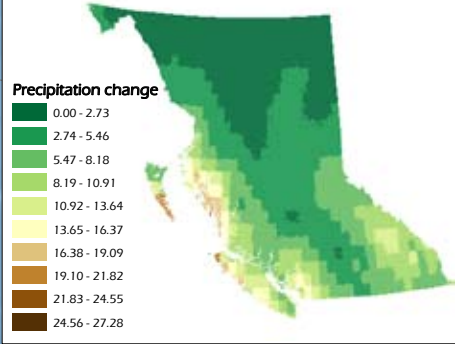 Precipitation change
0.00 - 2.73
2.74 - 5.46
5.47 - 8.18
8.19 - 10.91
10.92 - 13.64
13.65 - 16.37
16.38 - 19.09
19.10 - 21.82
21.83 - 24.55
24.56 - 27.28